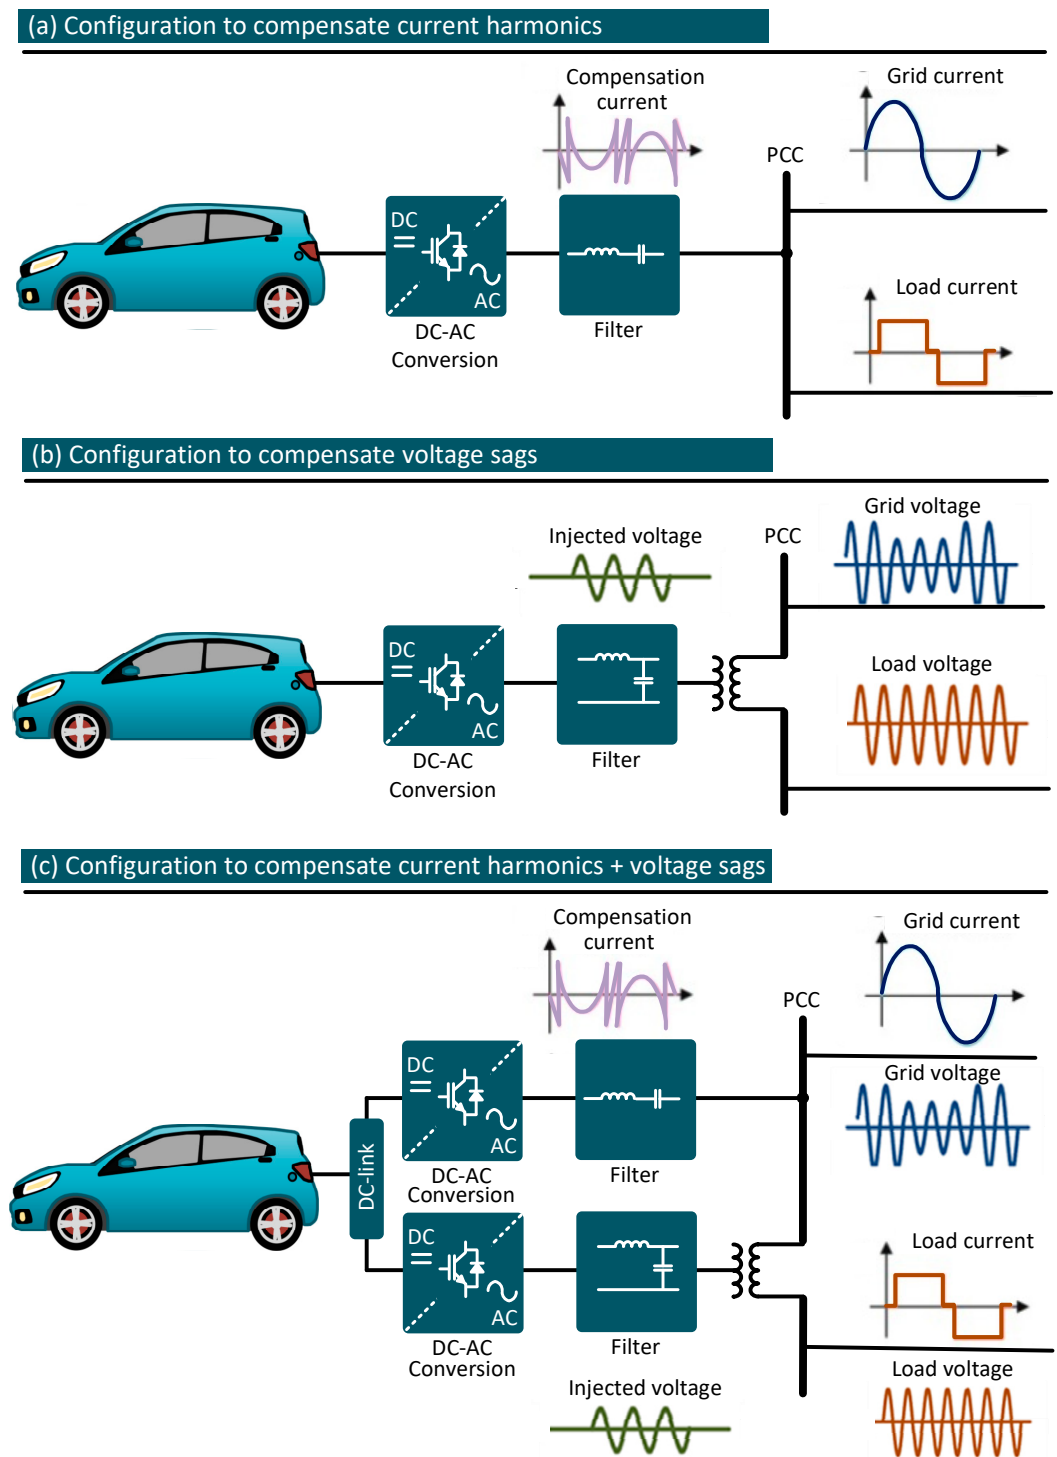 (a) Configuration to compensate current harmonics
Compensation
current
Grid current
PCC
DC
AC
Load current
DC-AC
Conversion
Filter
(b) Configuration to compensate voltage sags
Grid voltage
Injected voltage
PCC
DC
AC
Load voltage
DC-AC
Conversion
Filter
(c) Configuration to compensate current harmonics + voltage sags
Compensation
current
Grid current
PCC
DC
AC
Grid voltage
DC-link
DC-AC
Conversion
Filter
DC
AC
Load current
DC-AC
Conversion
Filter
Injected voltage
Load voltage